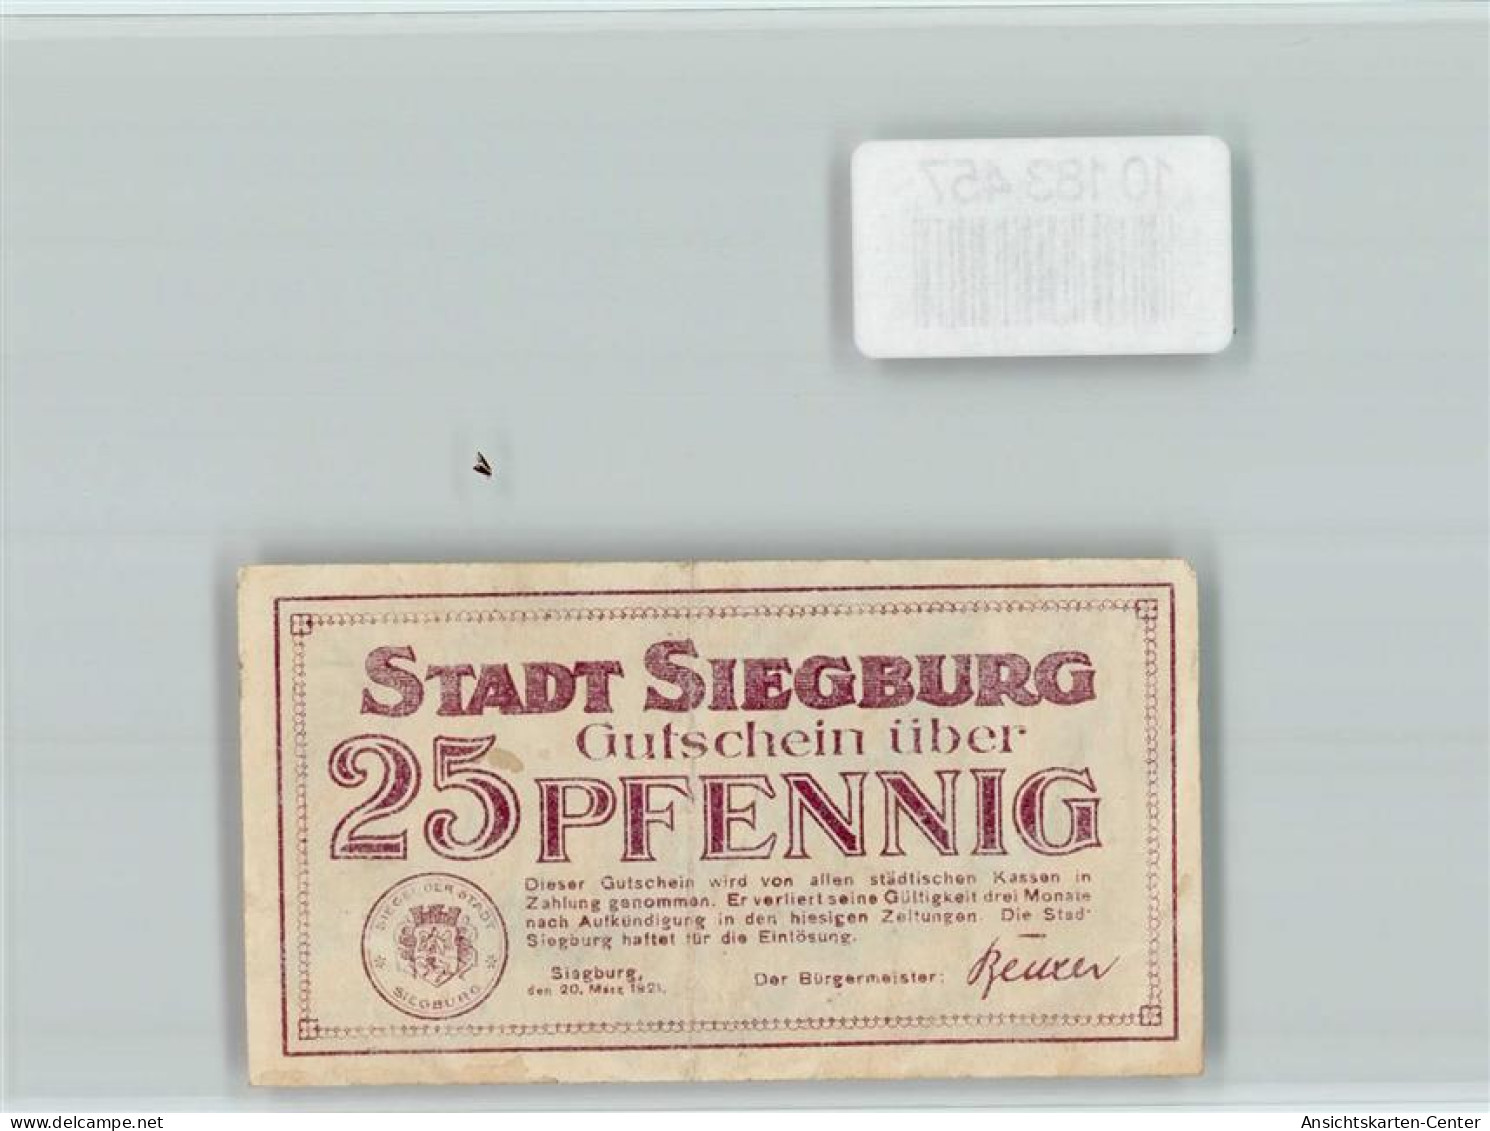 10 183 457
STADT SIEGBURG
Gutschein über
25 PFENNIG
Dieser Gutschein wird von allen städtischen Kassen in
Zahlung genommen. Er verliert seine Gültigkeit drei Monate
nach Aufkündigung in den hiesigen Zeitungen. Die Stadt
Siegburg haftet für die Einlösung.
SIEGEL DER STADT
* SIEGBURG *
Siegburg,
den 20. März 1921.
Der Bürgermeister:
delcampe.net
Ansichtskarten-Center